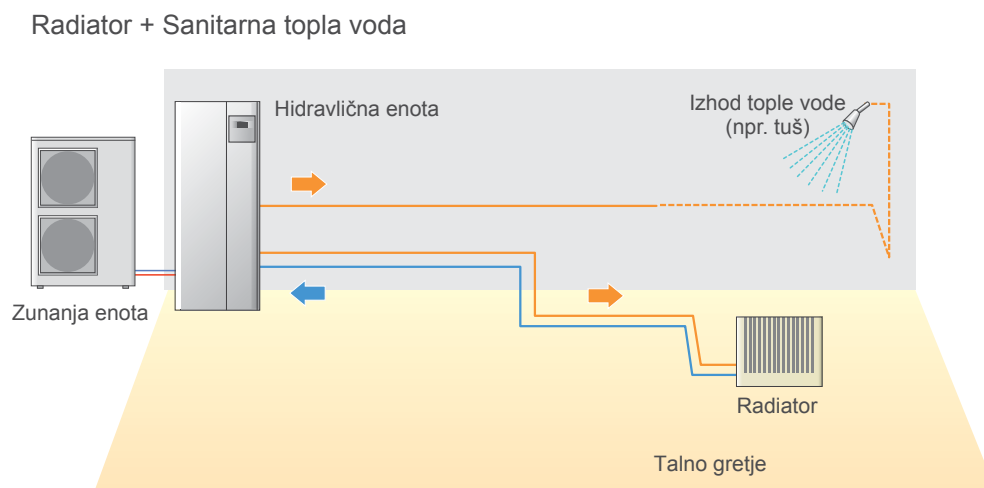 Radiator + Sanitarna topla voda
Hidravlična enota
Izhod tople vode
(npr. tuš)
Zunanja enota
Radiator
Talno gretje